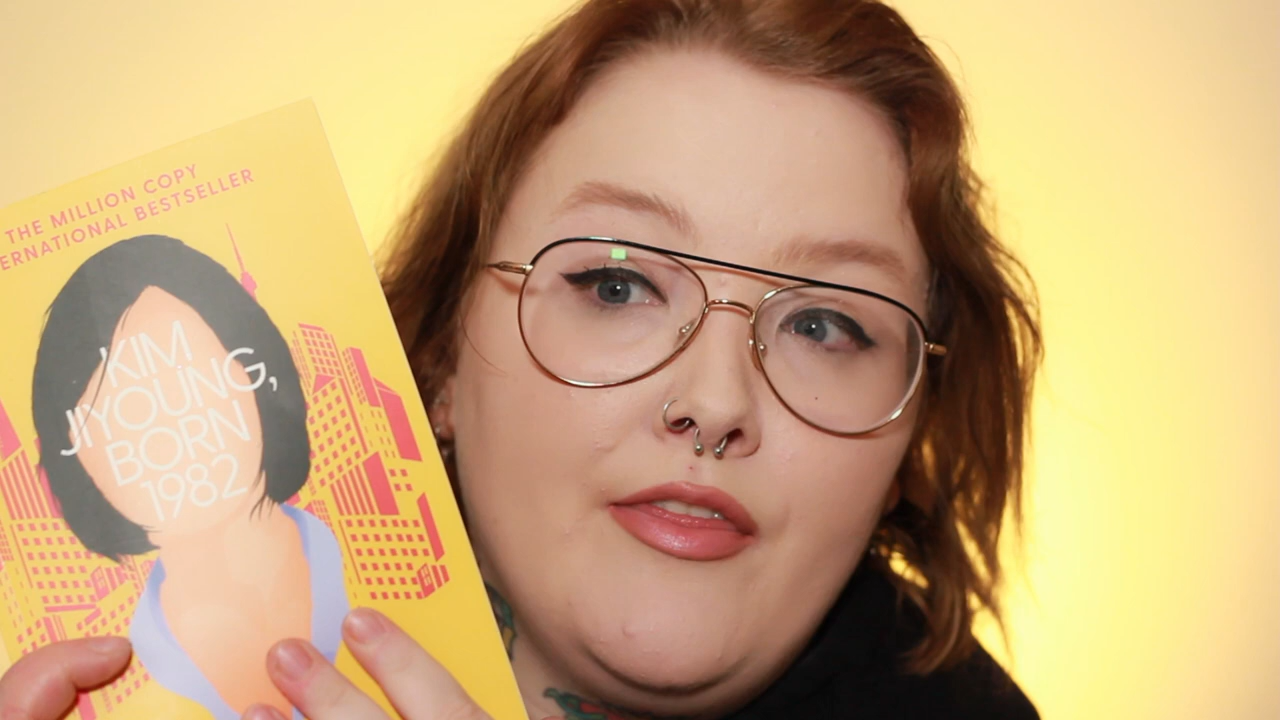 THE MILLION COPY
ERNATIONAL BESTSELLER
KIM
JIYOUNG,
BORN
1982